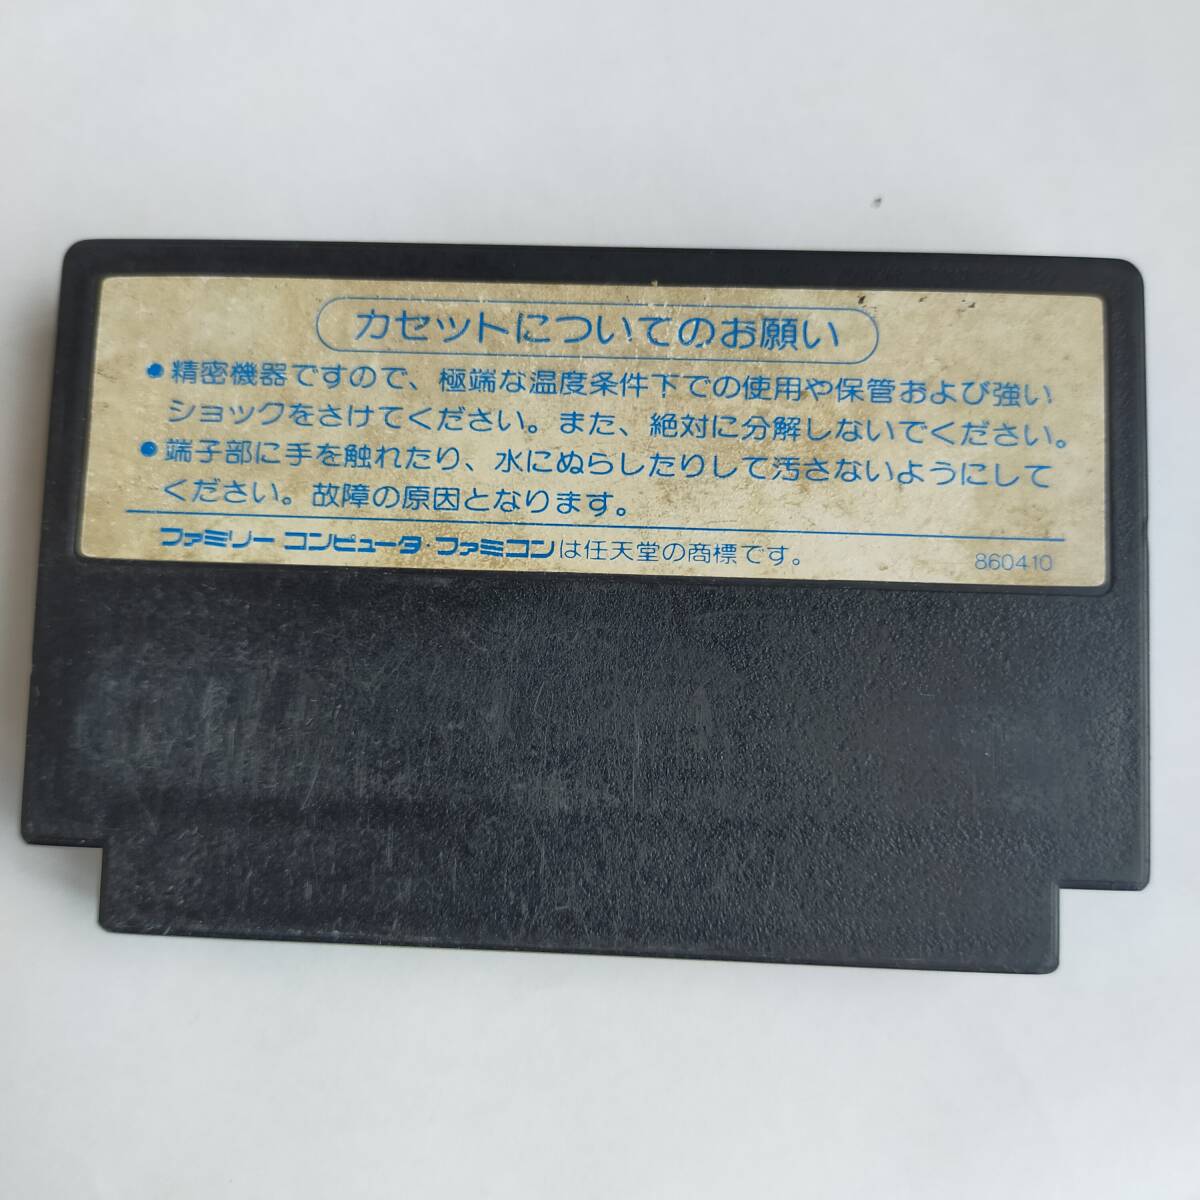 カセットについてのお願い
●精密機器ですので、極端な温度条件下での使用や保管および強い
ショックをさけてください。また、絶対に分解しないでください。
●端子部に手を触れたり、水にぬらしたりして汚さないようにして
ください。故障の原因となります。
ファミリー コンピュータ・ファミコンは任天堂の商標です。 860410